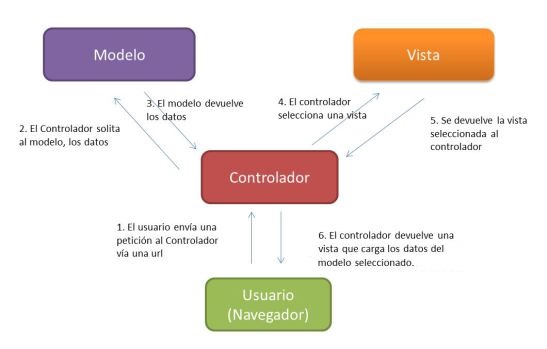 Modelo
Vista
3. El modelo devuelve
los datos
4. El controlador
selecciona una vista
2. El Controlador solita
al modelo, los datos
5. Se devuelve la vista
seleccionada al
controlador
Controlador
1. El usuario envía una
petición al Controlador
vía una url
6. El controlador devuelve una
vista que carga los datos del
modelo seleccionado.
Usuario
(Navegador)